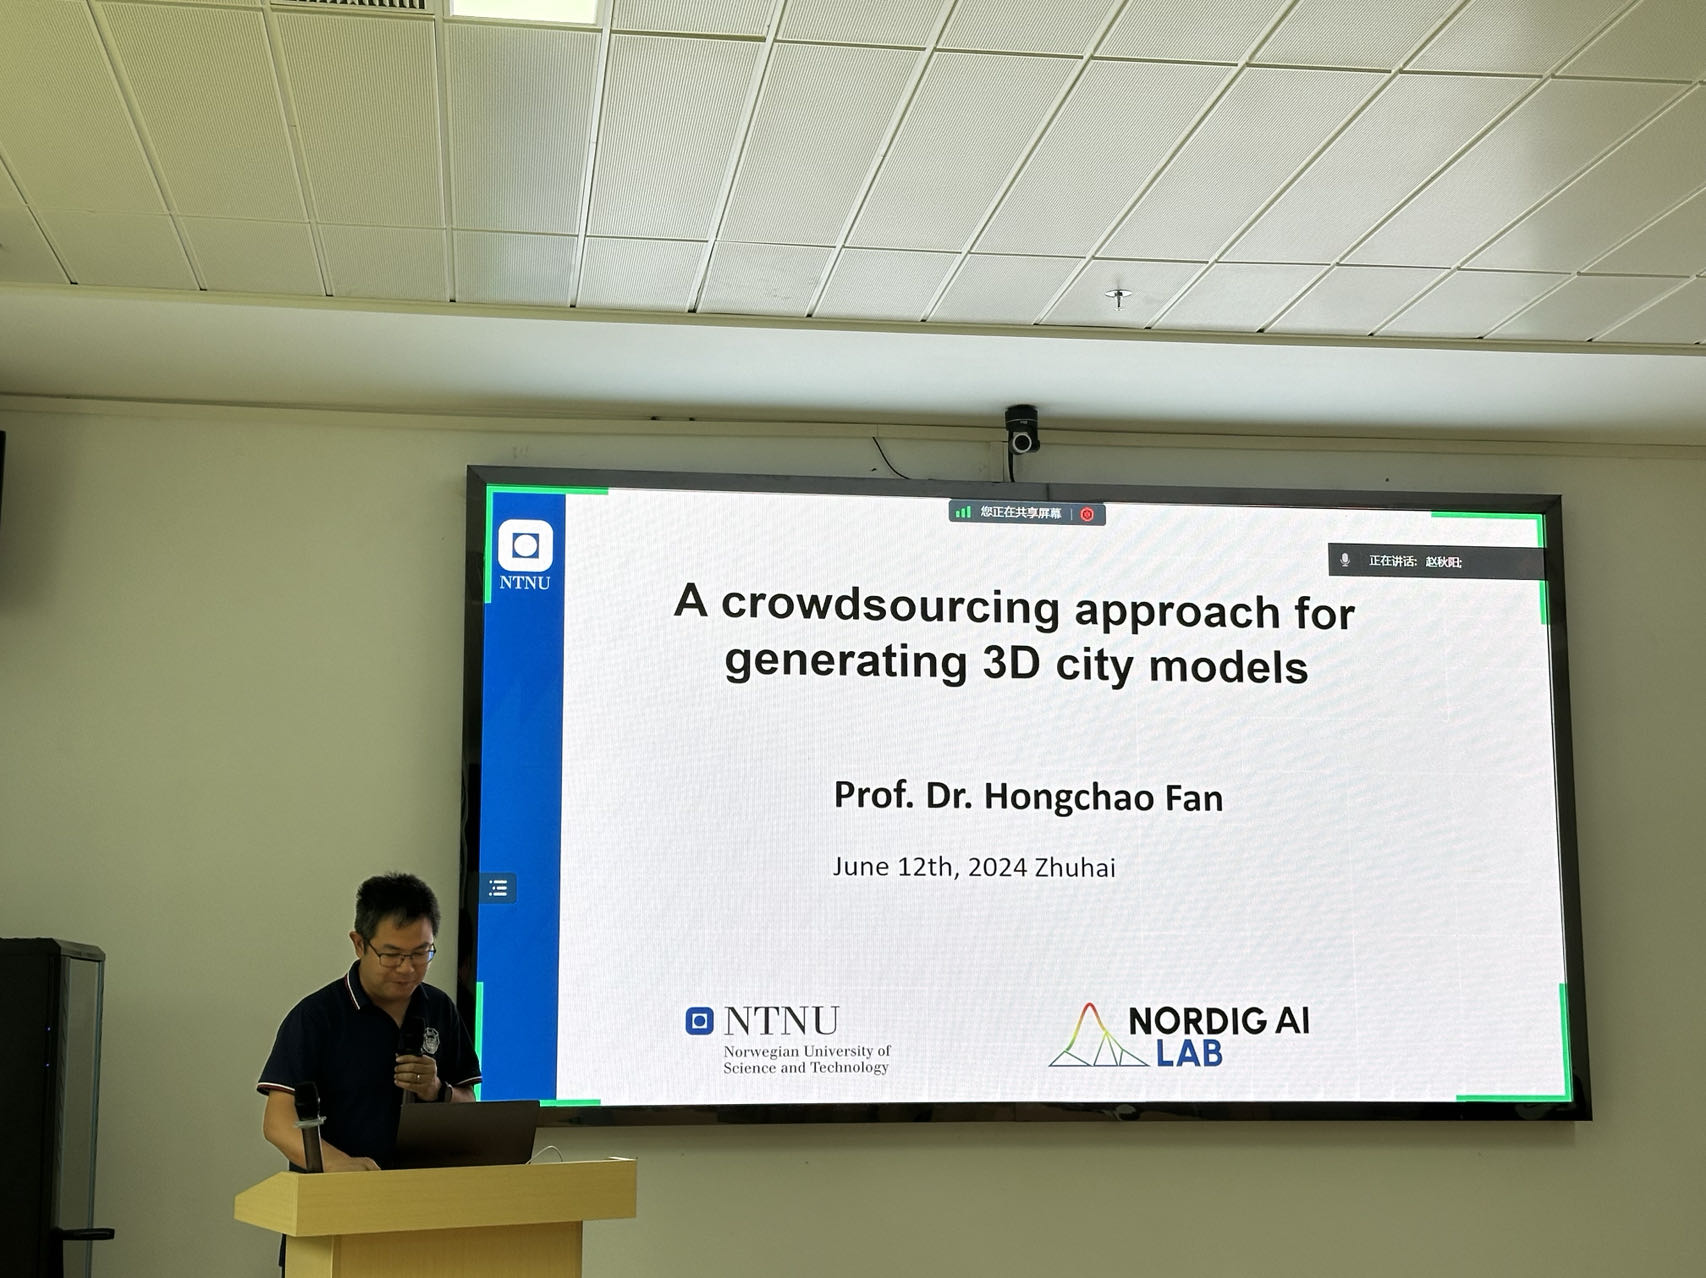 您正在共享屏幕
正在讲话: 赵秋阳;
NTNU
A crowdsourcing approach for
generating 3D city models
Prof. Dr. Hongchao Fan
June 12th, 2024 Zhuhai
NTNU
Norwegian University of
Science and Technology
NORDIG AI
LAB